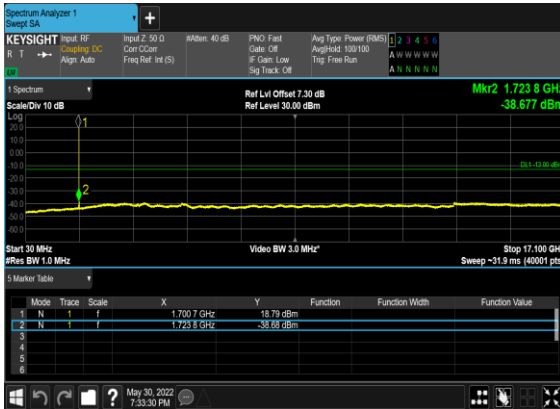 Spectrum Analyzer 1
Swept SA
+
KEYSIGHT Input: RF Input Z: 50 Ω #Atten: 40 dB PNO: Fast Avg Type: Power (RMS) 1 2 3 4 5 6
R T Coupling: DC Corr CCorr Gate: Off Avg|Hold: 100/100 A W W W W W
Align: Auto Freq Ref: Int (S) IF Gain: Low Trig: Free Run
Sig Track: Off A N N N N N
LXI
1 Spectrum Ref Lvl Offset 7.30 dB Mkr2 1.723 8 GHz
Scale/Div 10 dB Ref Level 30.00 dBm -38.677 dBm
Log
20.0
10.0
0.00
-10.0
-20.0
-30.0
-40.0
-50.0
-60.0
1
2
DL1 -13.00 dBm
Start 30 MHz Video BW 3.0 MHz* Stop 17.100 GHz
#Res BW 1.0 MHz Sweep ~31.9 ms (40001 pts)
5 Marker Table
Mode Trace Scale X Y Function Function Width Function Value
1 N 1 f 1.700 7 GHz 18.79 dBm
2 N 1 f 1.723 8 GHz -38.68 dBm
3
4
5
6
?
May 30, 2022
7:33:30 PM